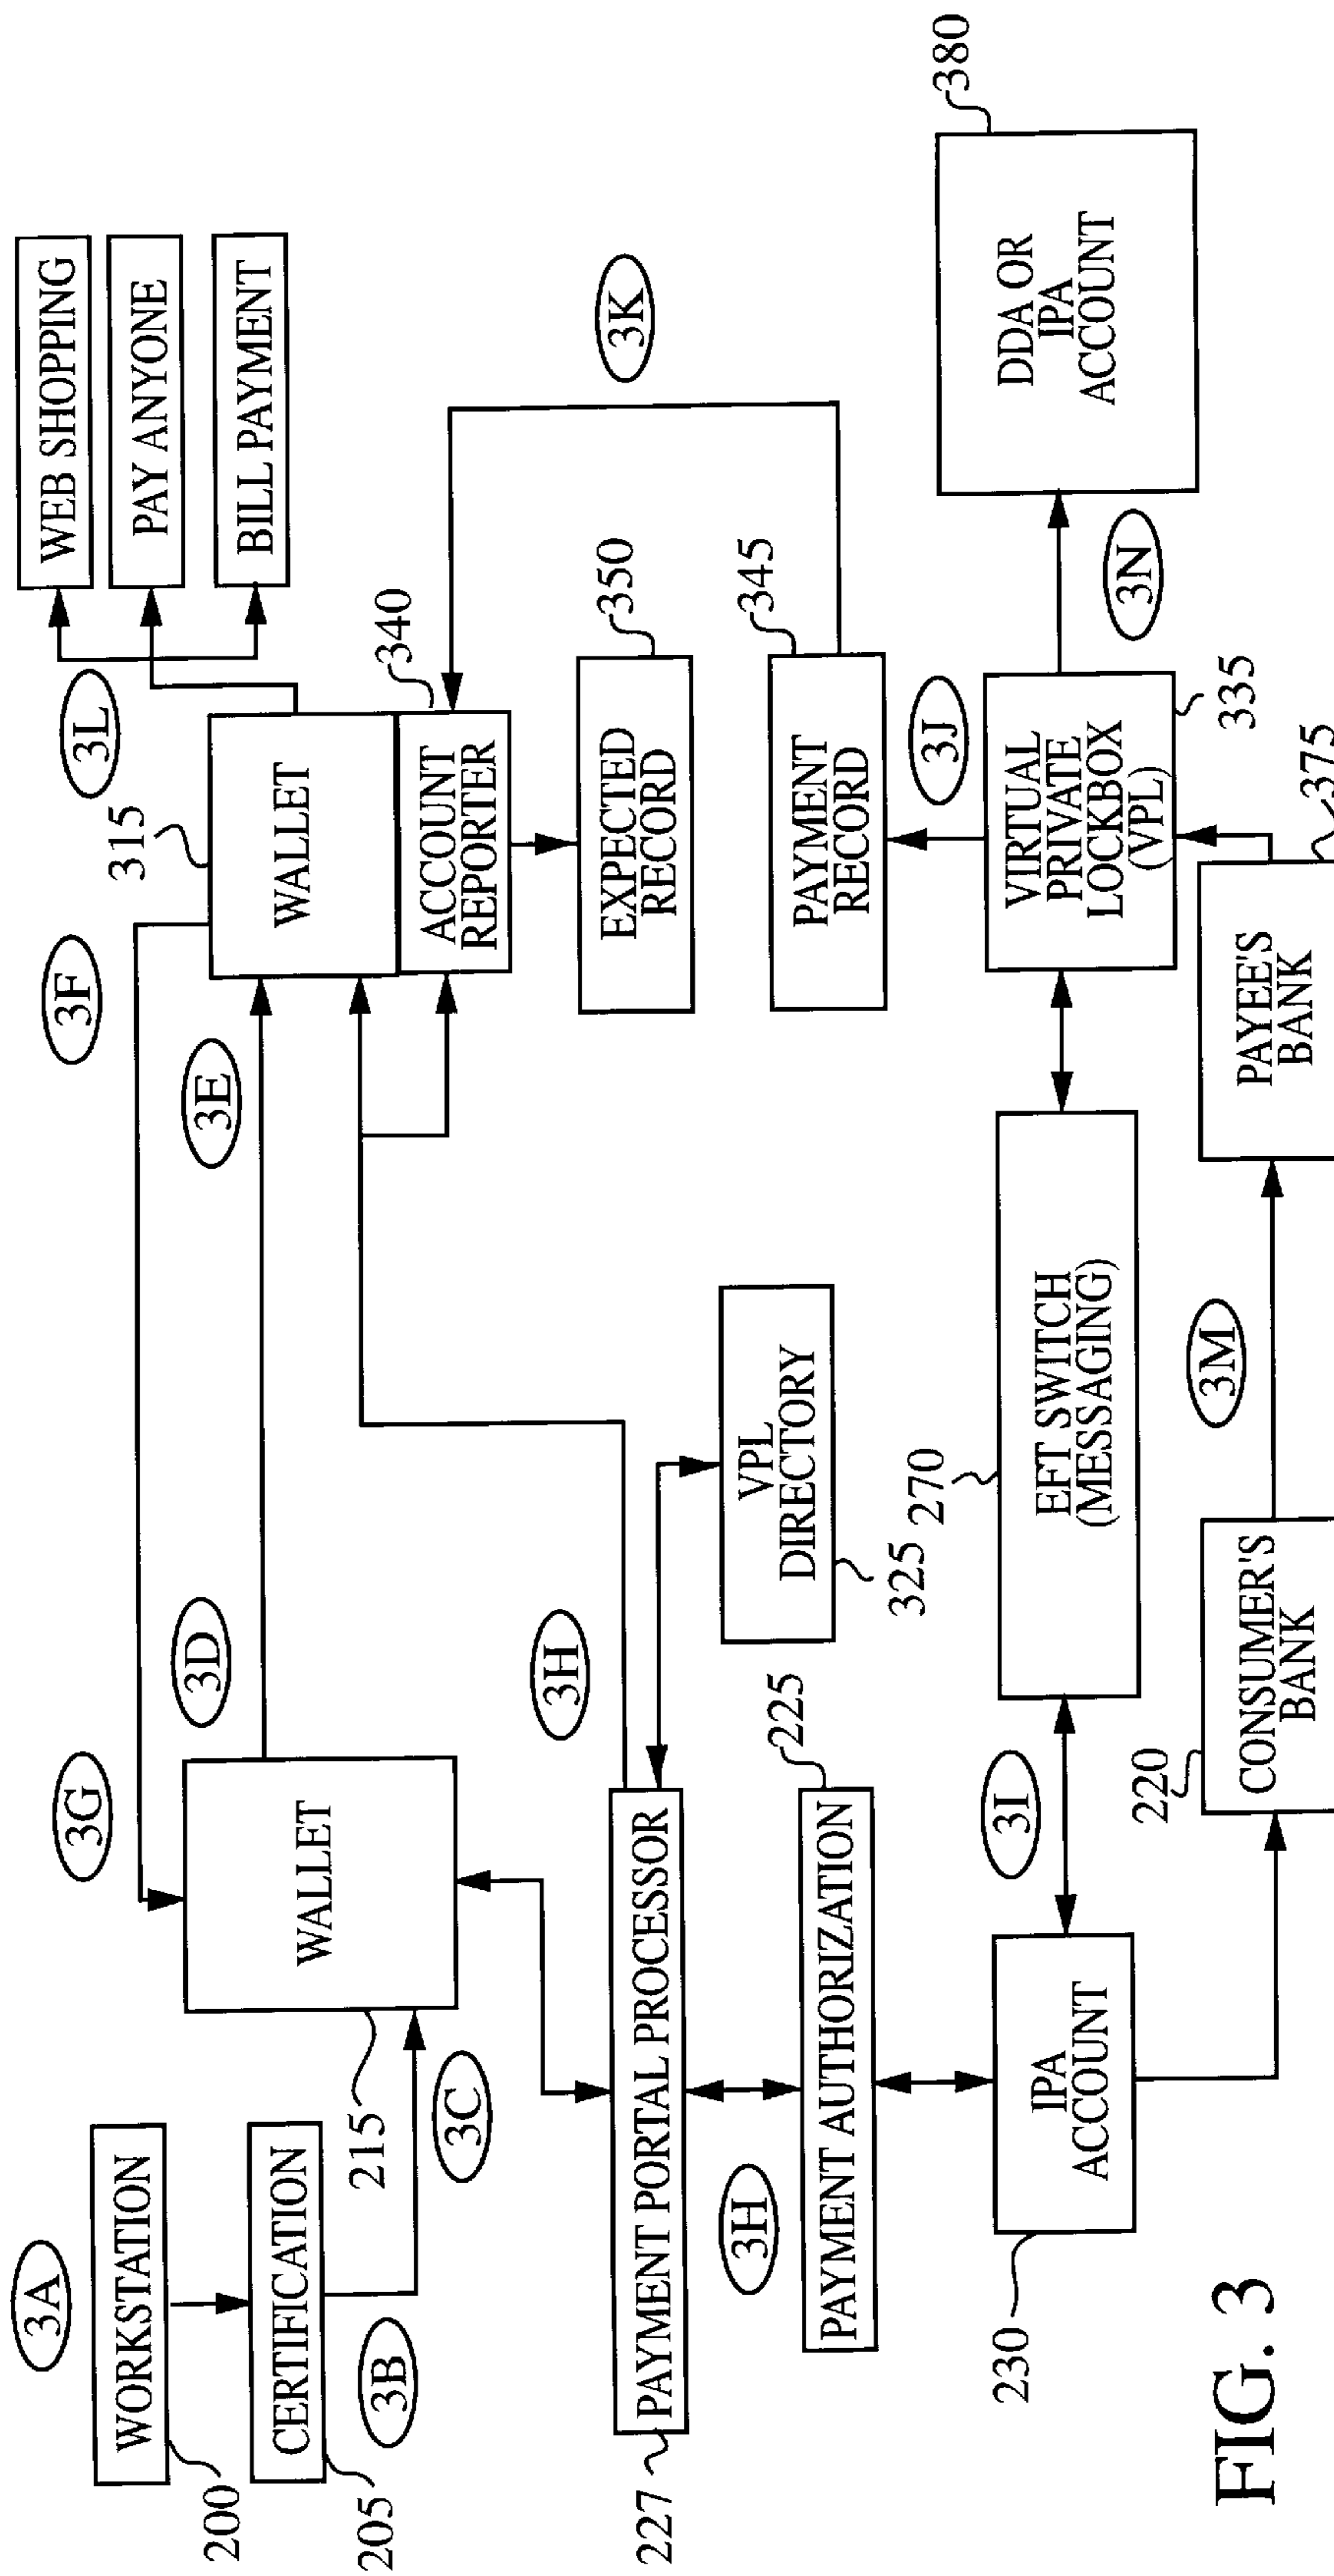 3A
WORKSTATION
200
CERTIFICATION
205
3B
3C
215
WALLET
3G
3D
3F
3E
315
WALLET
3L
WEB SHOPPING
PAY ANYONE
BILL PAYMENT
340
ACCOUNT
REPORTER
EXPECTED
RECORD
350
3K
PAYMENT
RECORD
345
3H
PAYMENT PORTAL PROCESSOR
227
VPL
DIRECTORY
325
3H
PAYMENT AUTHORIZATION
225
IPA
ACCOUNT
230
3I
270
EFT SWITCH
(MESSAGING)
3J
VIRTUAL
PRIVATE
LOCKBOX
(VPL)
335
3N
DDA OR
IPA
ACCOUNT
380
220
CONSUMER'S
BANK
3M
PAYEE'S
BANK
375
FIG. 3